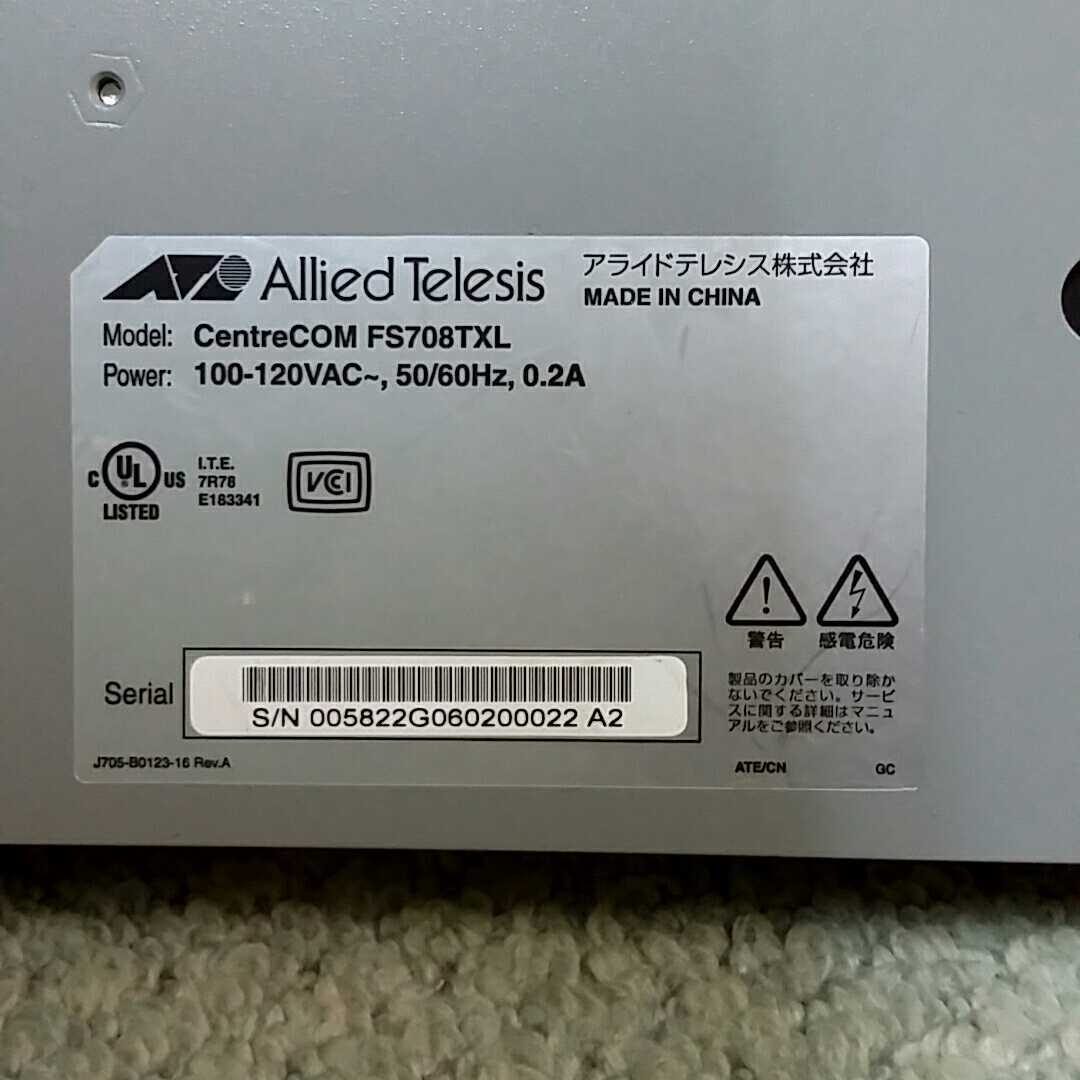 Allied Telesis
アライドテレシス株式会社
MADE IN CHINA
Model: CentreCOM FS708TXL
Power: 100-120VAC~, 50/60Hz, 0.2A
C UL US
LISTED
I.T.E.
7R78
E183341
VCI
警告
感電危険
製品のカバーを取り除か
ないでください。サービ
スに関する詳細はマニュ
アルをご参照ください。
Serial
S/N 005822G060200022 A2
J705-B0123-16 Rev.A
ATE/CN
GC